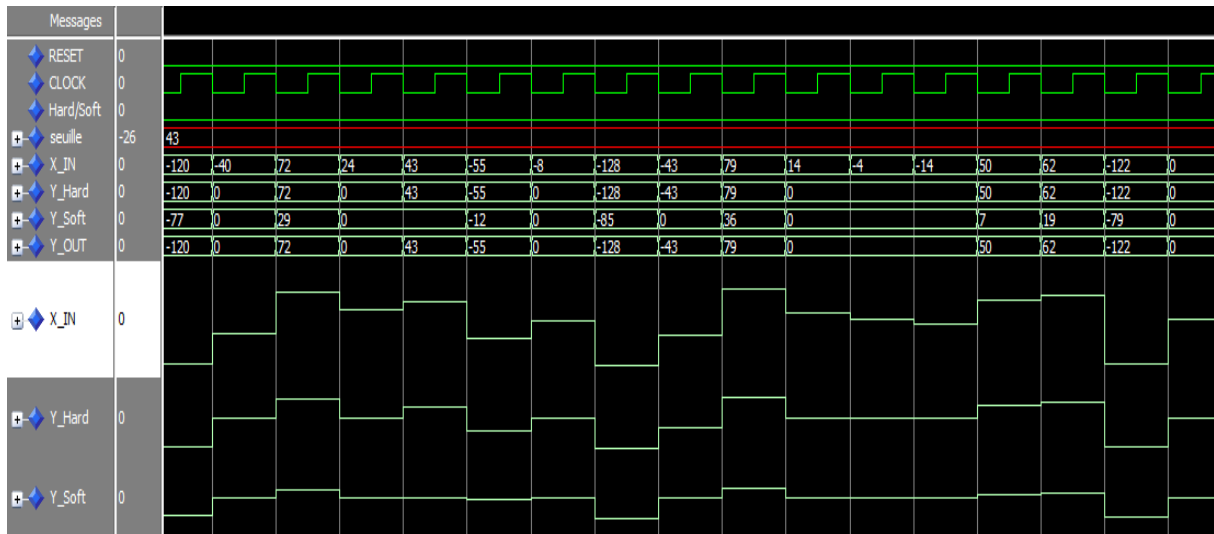 Messages
RESET 0
CLOCK 0
Hard/Soft 0
seuille -26 43
X_IN 0 -120 -40 72 24 43 -55 -8 -128 -43 79 14 -4 -14 50 62 -122 0
Y_Hard 0 -120 0 72 0 43 -55 0 -128 -43 79 0 50 62 -122 0
Y_Soft 0 -77 0 29 0 -12 0 -85 0 36 0 7 19 -79 0
Y_OUT 0 -120 0 72 0 43 -55 0 -128 -43 79 0 50 62 -122 0
X_IN 0
Y_Hard 0
Y_Soft 0